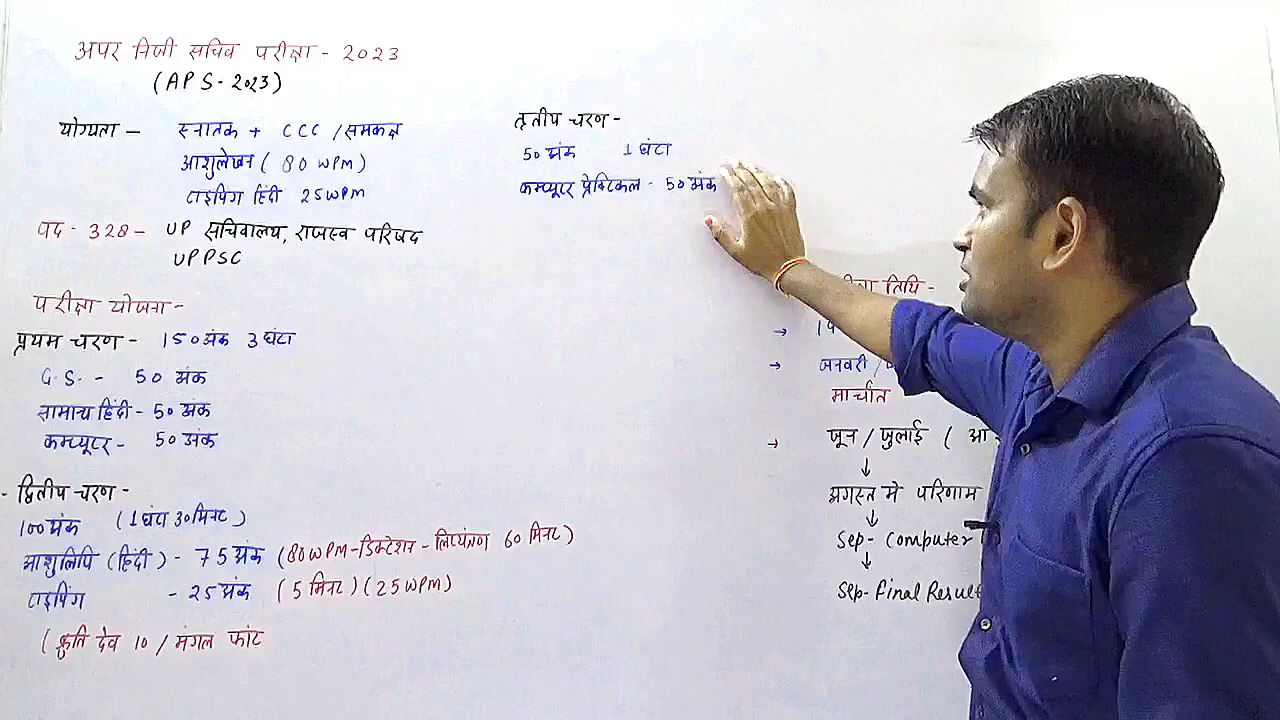 अपर निजी सचिव परीक्षा - 2023
(APS - 2023)
योग्यता - स्नातक + CCC / समकक्ष
आशुलेखन ( 80 WPM)
टाइपिंग हिंदी 25 WPM
पद - 328 - UP सचिवालय, राजस्व परिषद
UPPSC
परीक्षा योजना -
प्रथम चरण - 150 अंक 3 घंटा
G.S. - 50 अंक
सामान्य हिंदी - 50 अंक
कम्प्यूटर - 50 अंक
- द्वितीय चरण -
100 अंक (1 घंटा 30 मिनट)
आशुलिपि (हिंदी) - 75 अंक (80 WPM - डिक्टेशन - लिप्यंतरण 60 मिनट)
टाइपिंग - 25 अंक (5 मिनट) (25 WPM)
( कृति देव 10 / मंगल फांट
तृतीय चरण -
50 अंक 1 घंटा
कम्प्यूटर प्रेक्टिकल - 50 अंक
तिथि -
→
→ जनवरी /
→ जून / जुलाई ( आ
↓
अगस्त मे परिणाम
↓
Sep - Computer
↓
Sep - Final Result